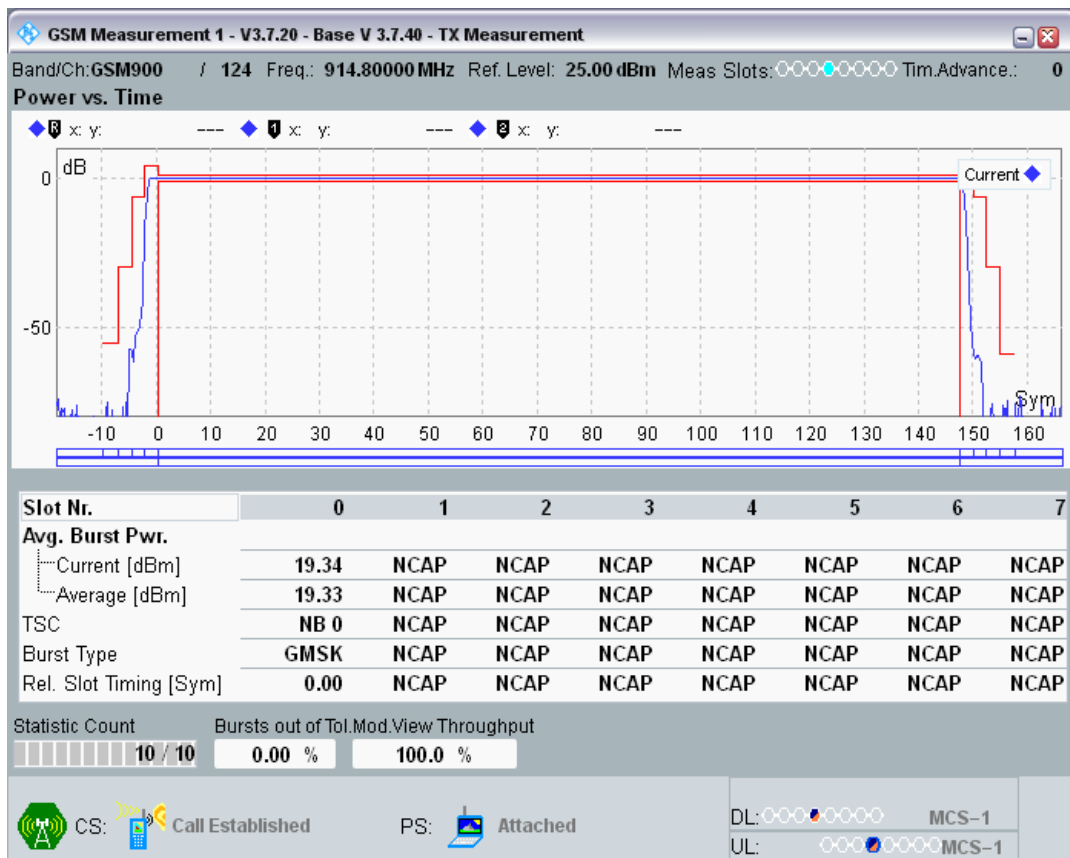 GSM Measurement 1 - V3.7.20 - Base V 3.7.40 - TX Measurement
Band/Ch:GSM900 / 124 Freq.: 914.80000 MHz Ref. Level: 25.00 dBm Meas Slots: Tim.Advance.: 0
Power vs. Time
R x: y: --- 1 x: y: --- 2 x: y: ---
dB
0
Current
-50
Sym
-10 0 10 20 30 40 50 60 70 80 90 100 110 120 130 140 150 160
Slot Nr. 0 1 2 3 4 5 6 7
Avg. Burst Pwr.
Current [dBm] 19.34 NCAP NCAP NCAP NCAP NCAP NCAP NCAP
Average [dBm] 19.33 NCAP NCAP NCAP NCAP NCAP NCAP NCAP
TSC NB 0 NCAP NCAP NCAP NCAP NCAP NCAP NCAP
Burst Type GMSK NCAP NCAP NCAP NCAP NCAP NCAP NCAP
Rel. Slot Timing [Sym] 0.00 NCAP NCAP NCAP NCAP NCAP NCAP NCAP
Statistic Count Bursts out of Tol.Mod.View Throughput
10 / 10 0.00 % 100.0 %
CS: Call Established PS: Attached
DL: MCS-1
UL: MCS-1